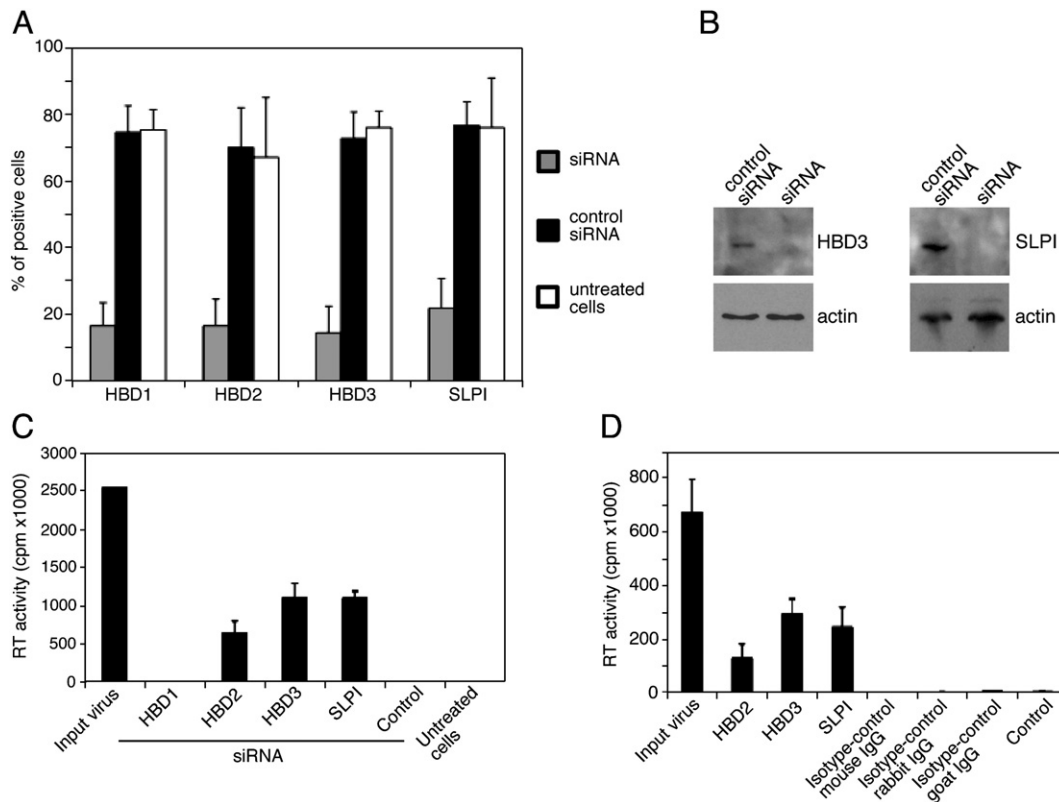 A
100
80
60
40
20
0
% of positive cells
HBD1 HBD2 HBD3 SLPI
siRNA
control
siRNA
untreated
cells
B
control
siRNA
siRNA
HBD3
actin
control
siRNA
siRNA
SLPI
actin
C
3000
2500
2000
1500
1000
500
0
RT activity (cpm x1000)
Input virus
HBD1
HBD2
HBD3
SLPI
Control
Untreated
cells
siRNA
D
800
600
400
200
0
RT activity (cpm x1000)
Input virus
HBD2
HBD3
SLPI
Isotype-control
mouse IgG
Isotype-control
rabbit IgG
Isotype-control
goat IgG
Control